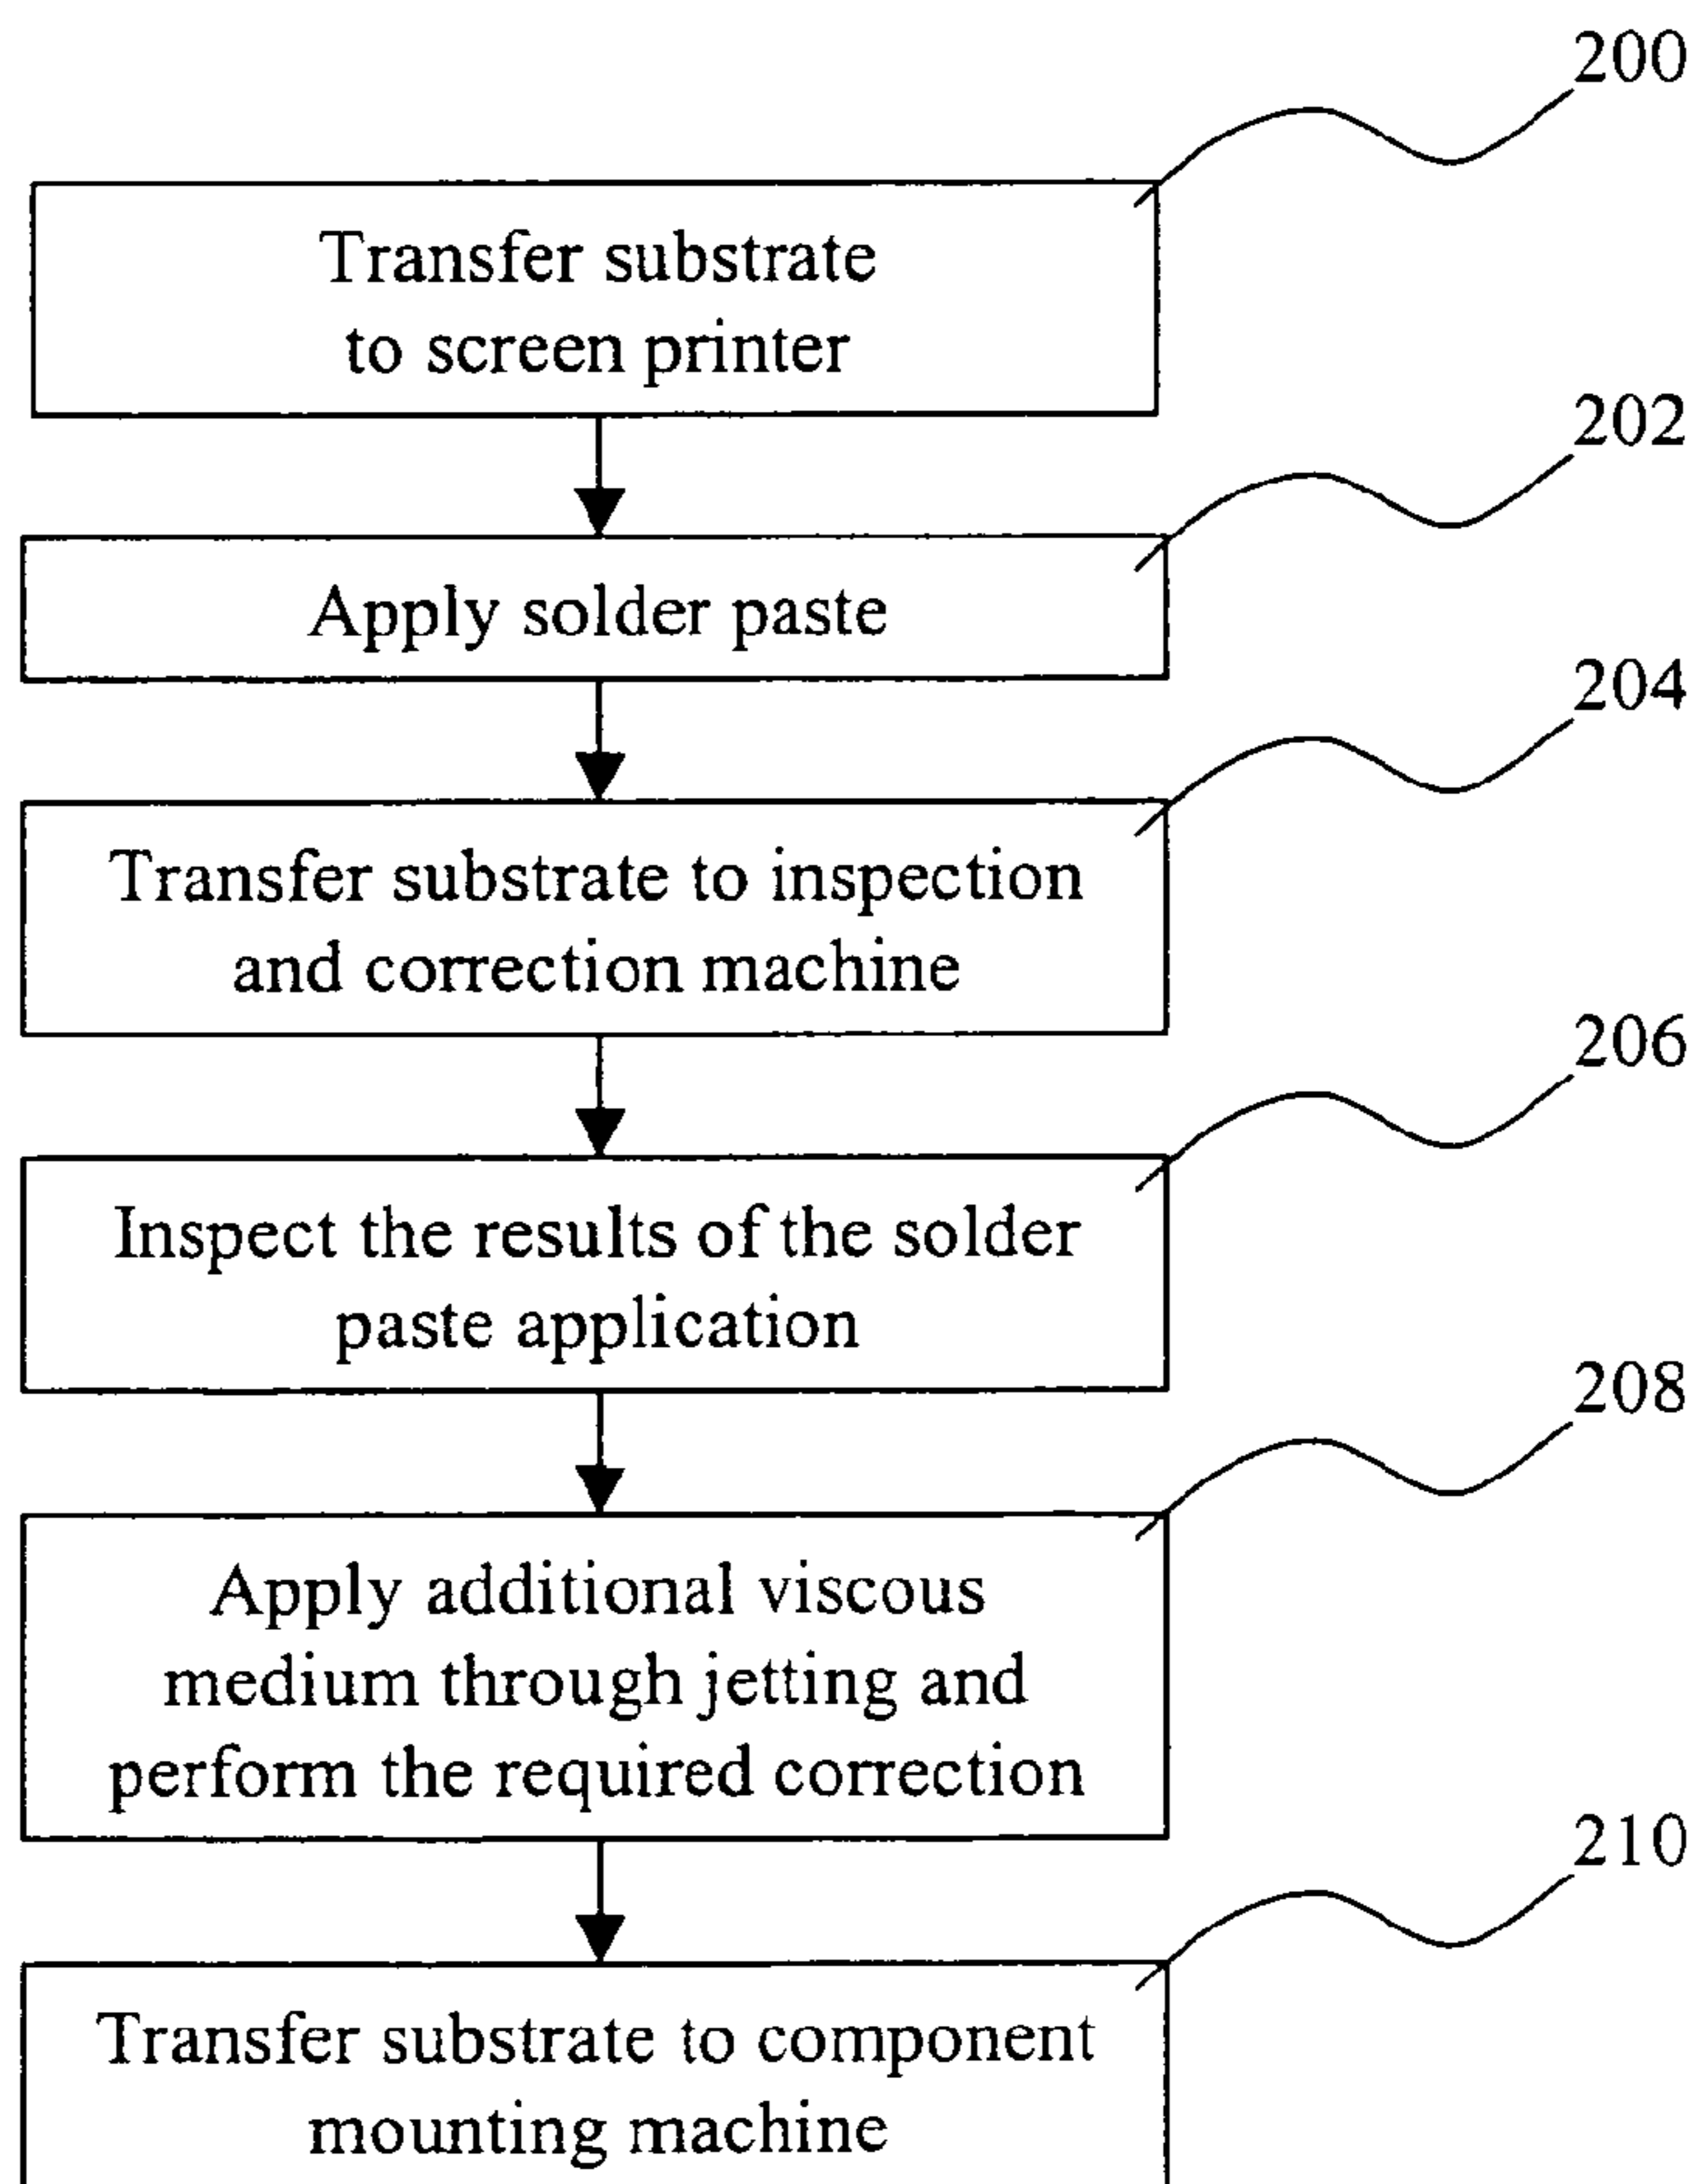 200
Transfer substrate
to screen printer
202
Apply solder paste
204
Transfer substrate to inspection
and correction machine
206
Inspect the results of the solder
paste application
208
Apply additional viscous
medium through jetting and
perform the required correction
210
Transfer substrate to component
mounting machine